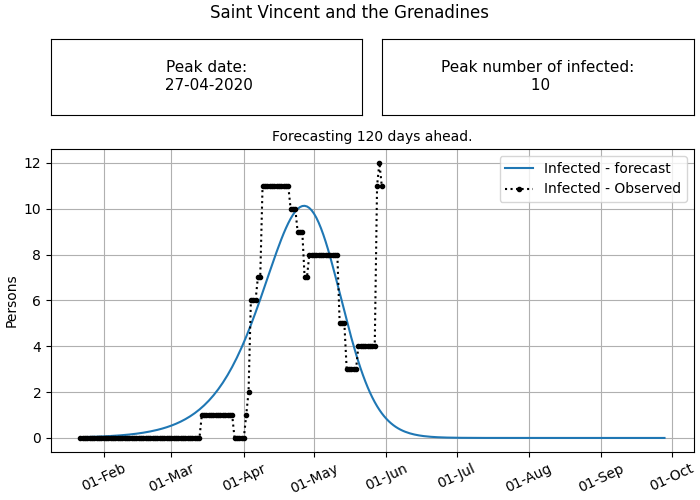 Saint Vincent and the Grenadines
Peak date:
27-04-2020
Peak number of infected:
10
Forecasting 120 days ahead.
Infected - forecast
Infected - Observed
Persons
12
10
8
6
4
2
0
01-Feb
01-Mar
01-Apr
01-May
01-Jun
01-Jul
01-Aug
01-Sep
01-Oct